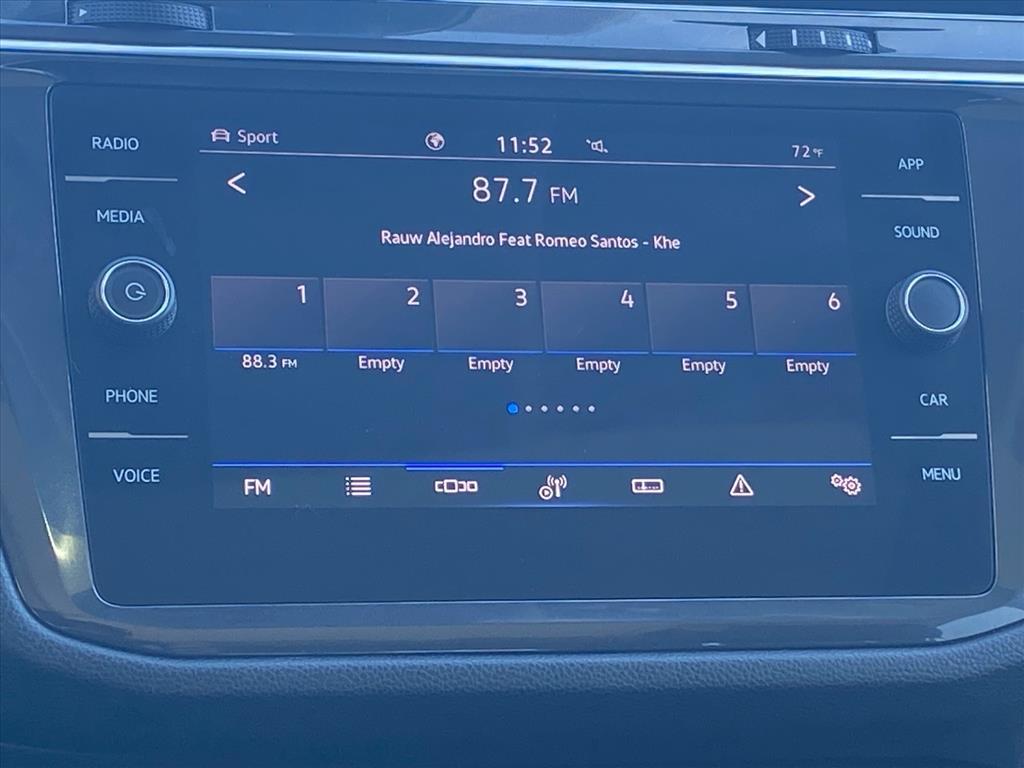 RADIO
MEDIA
PHONE
VOICE
Sport
11:52
72°F
87.7 FM
Rauw Alejandro Feat Romeo Santos - Khe
1 2 3 4 5 6
88.3 FM Empty Empty Empty Empty Empty
FM
APP
SOUND
CAR
MENU